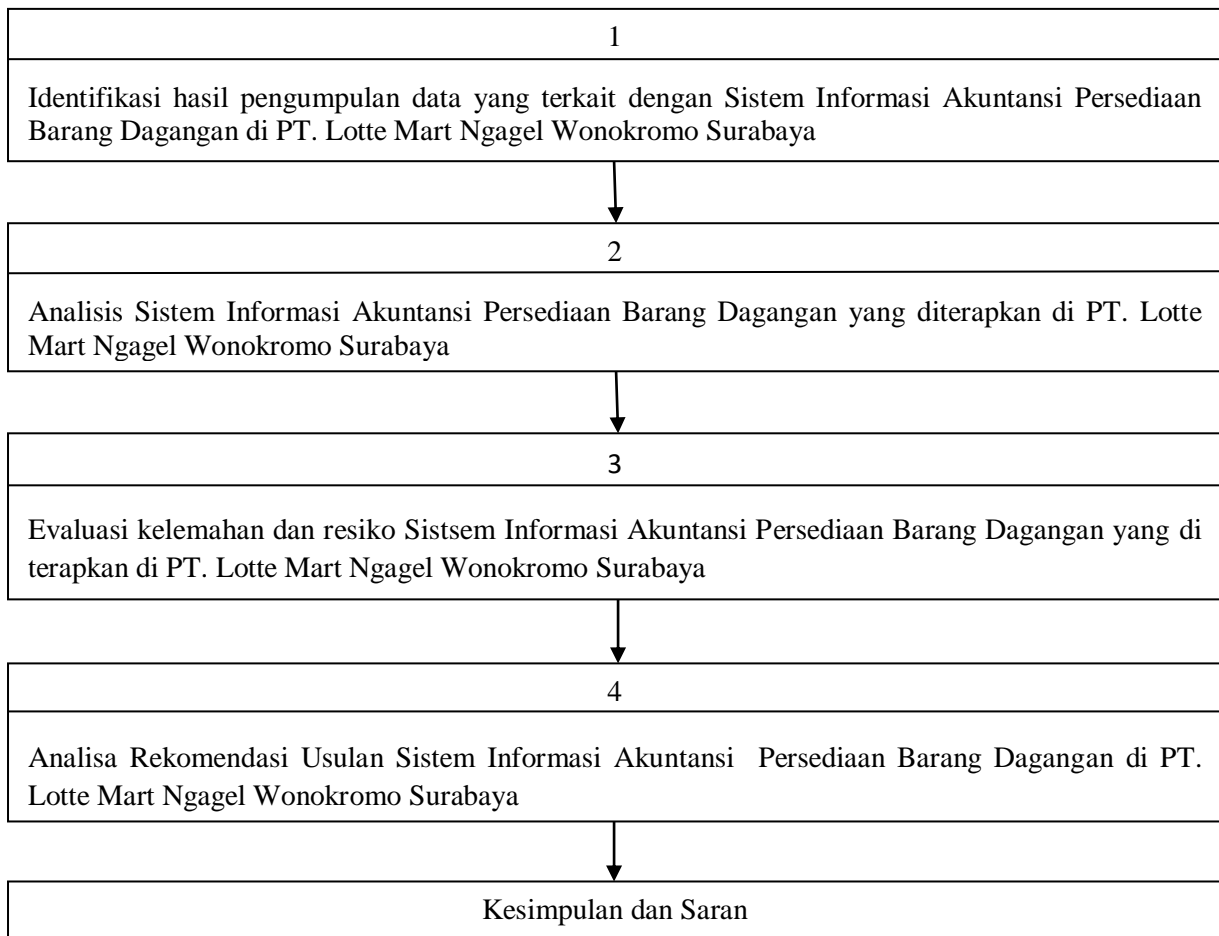 1
Identifikasi hasil pengumpulan data yang terkait dengan Sistem Informasi Akuntansi Persediaan
Barang Dagangan di PT. Lotte Mart Ngagel Wonokromo Surabaya
2
Analisis Sistem Informasi Akuntansi Persediaan Barang Dagangan yang diterapkan di PT. Lotte
Mart Ngagel Wonokromo Surabaya
3
Evaluasi kelemahan dan resiko Sistsem Informasi Akuntansi Persediaan Barang Dagangan yang di
terapkan di PT. Lotte Mart Ngagel Wonokromo Surabaya
4
Analisa Rekomendasi Usulan Sistem Informasi Akuntansi Persediaan Barang Dagangan di PT.
Lotte Mart Ngagel Wonokromo Surabaya
Kesimpulan dan Saran